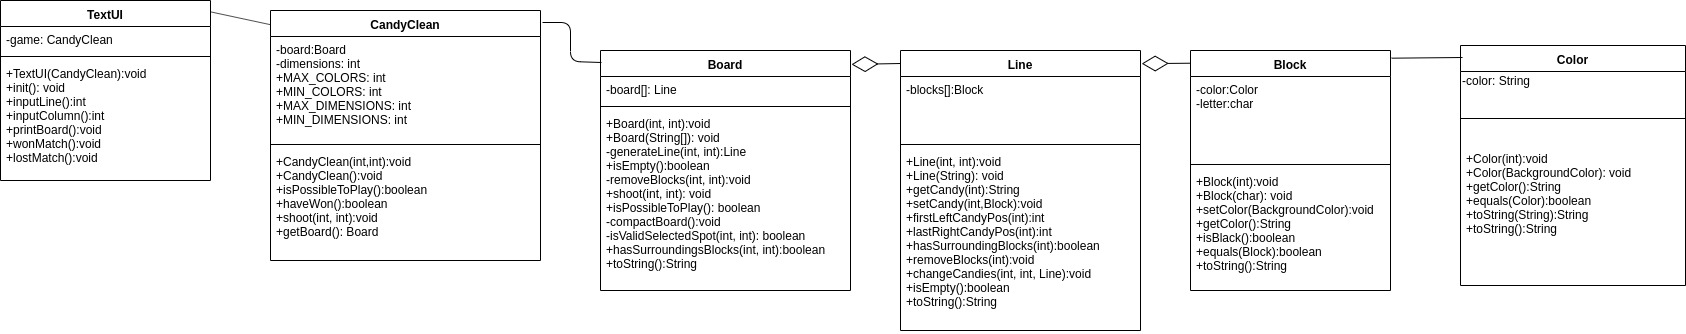 TextUI
-game: CandyClean
+TextUI(CandyClean):void
+init(): void
+inputLine():int
+inputColumn():int
+printBoard():void
+wonMatch():void
+lostMatch():void
CandyClean
-board:Board
-dimensions: int
+MAX_COLORS: int
+MIN_COLORS: int
+MAX_DIMENSIONS: int
+MIN_DIMENSIONS: int
+CandyClean(int,int):void
+CandyClean():void
+isPossibleToPlay():boolean
+haveWon():boolean
+shoot(int, int):void
+getBoard(): Board
Board
-board[]: Line
+Board(int, int):void
+Board(String[]): void
-generateLine(int, int):Line
+isEmpty():boolean
-removeBlocks(int, int):void
+shoot(int, int): void
+isPossibleToPlay(): boolean
-compactBoard():void
-isValidSelectedSpot(int, int): boolean
+hasSurroundingsBlocks(int, int):boolean
+toString():String
Line
-blocks[]:Block
+Line(int, int):void
+Line(String): void
+getCandy(int):String
+setCandy(int,Block):void
+firstLeftCandyPos(int):int
+lastRightCandyPos(int):int
+hasSurroundingBlocks(int):boolean
+removeBlocks(int):void
+changeCandies(int, int, Line):void
+isEmpty():boolean
+toString():String
Block
-color:Color
-letter:char
+Block(int):void
+Block(char): void
+setColor(BackgroundColor):void
+getColor():String
+isBlack():boolean
+equals(Block):boolean
+toString():String
Color
-color: String
+Color(int):void
+Color(BackgroundColor): void
+getColor():String
+equals(Color):boolean
+toString(String):String
+toString():String